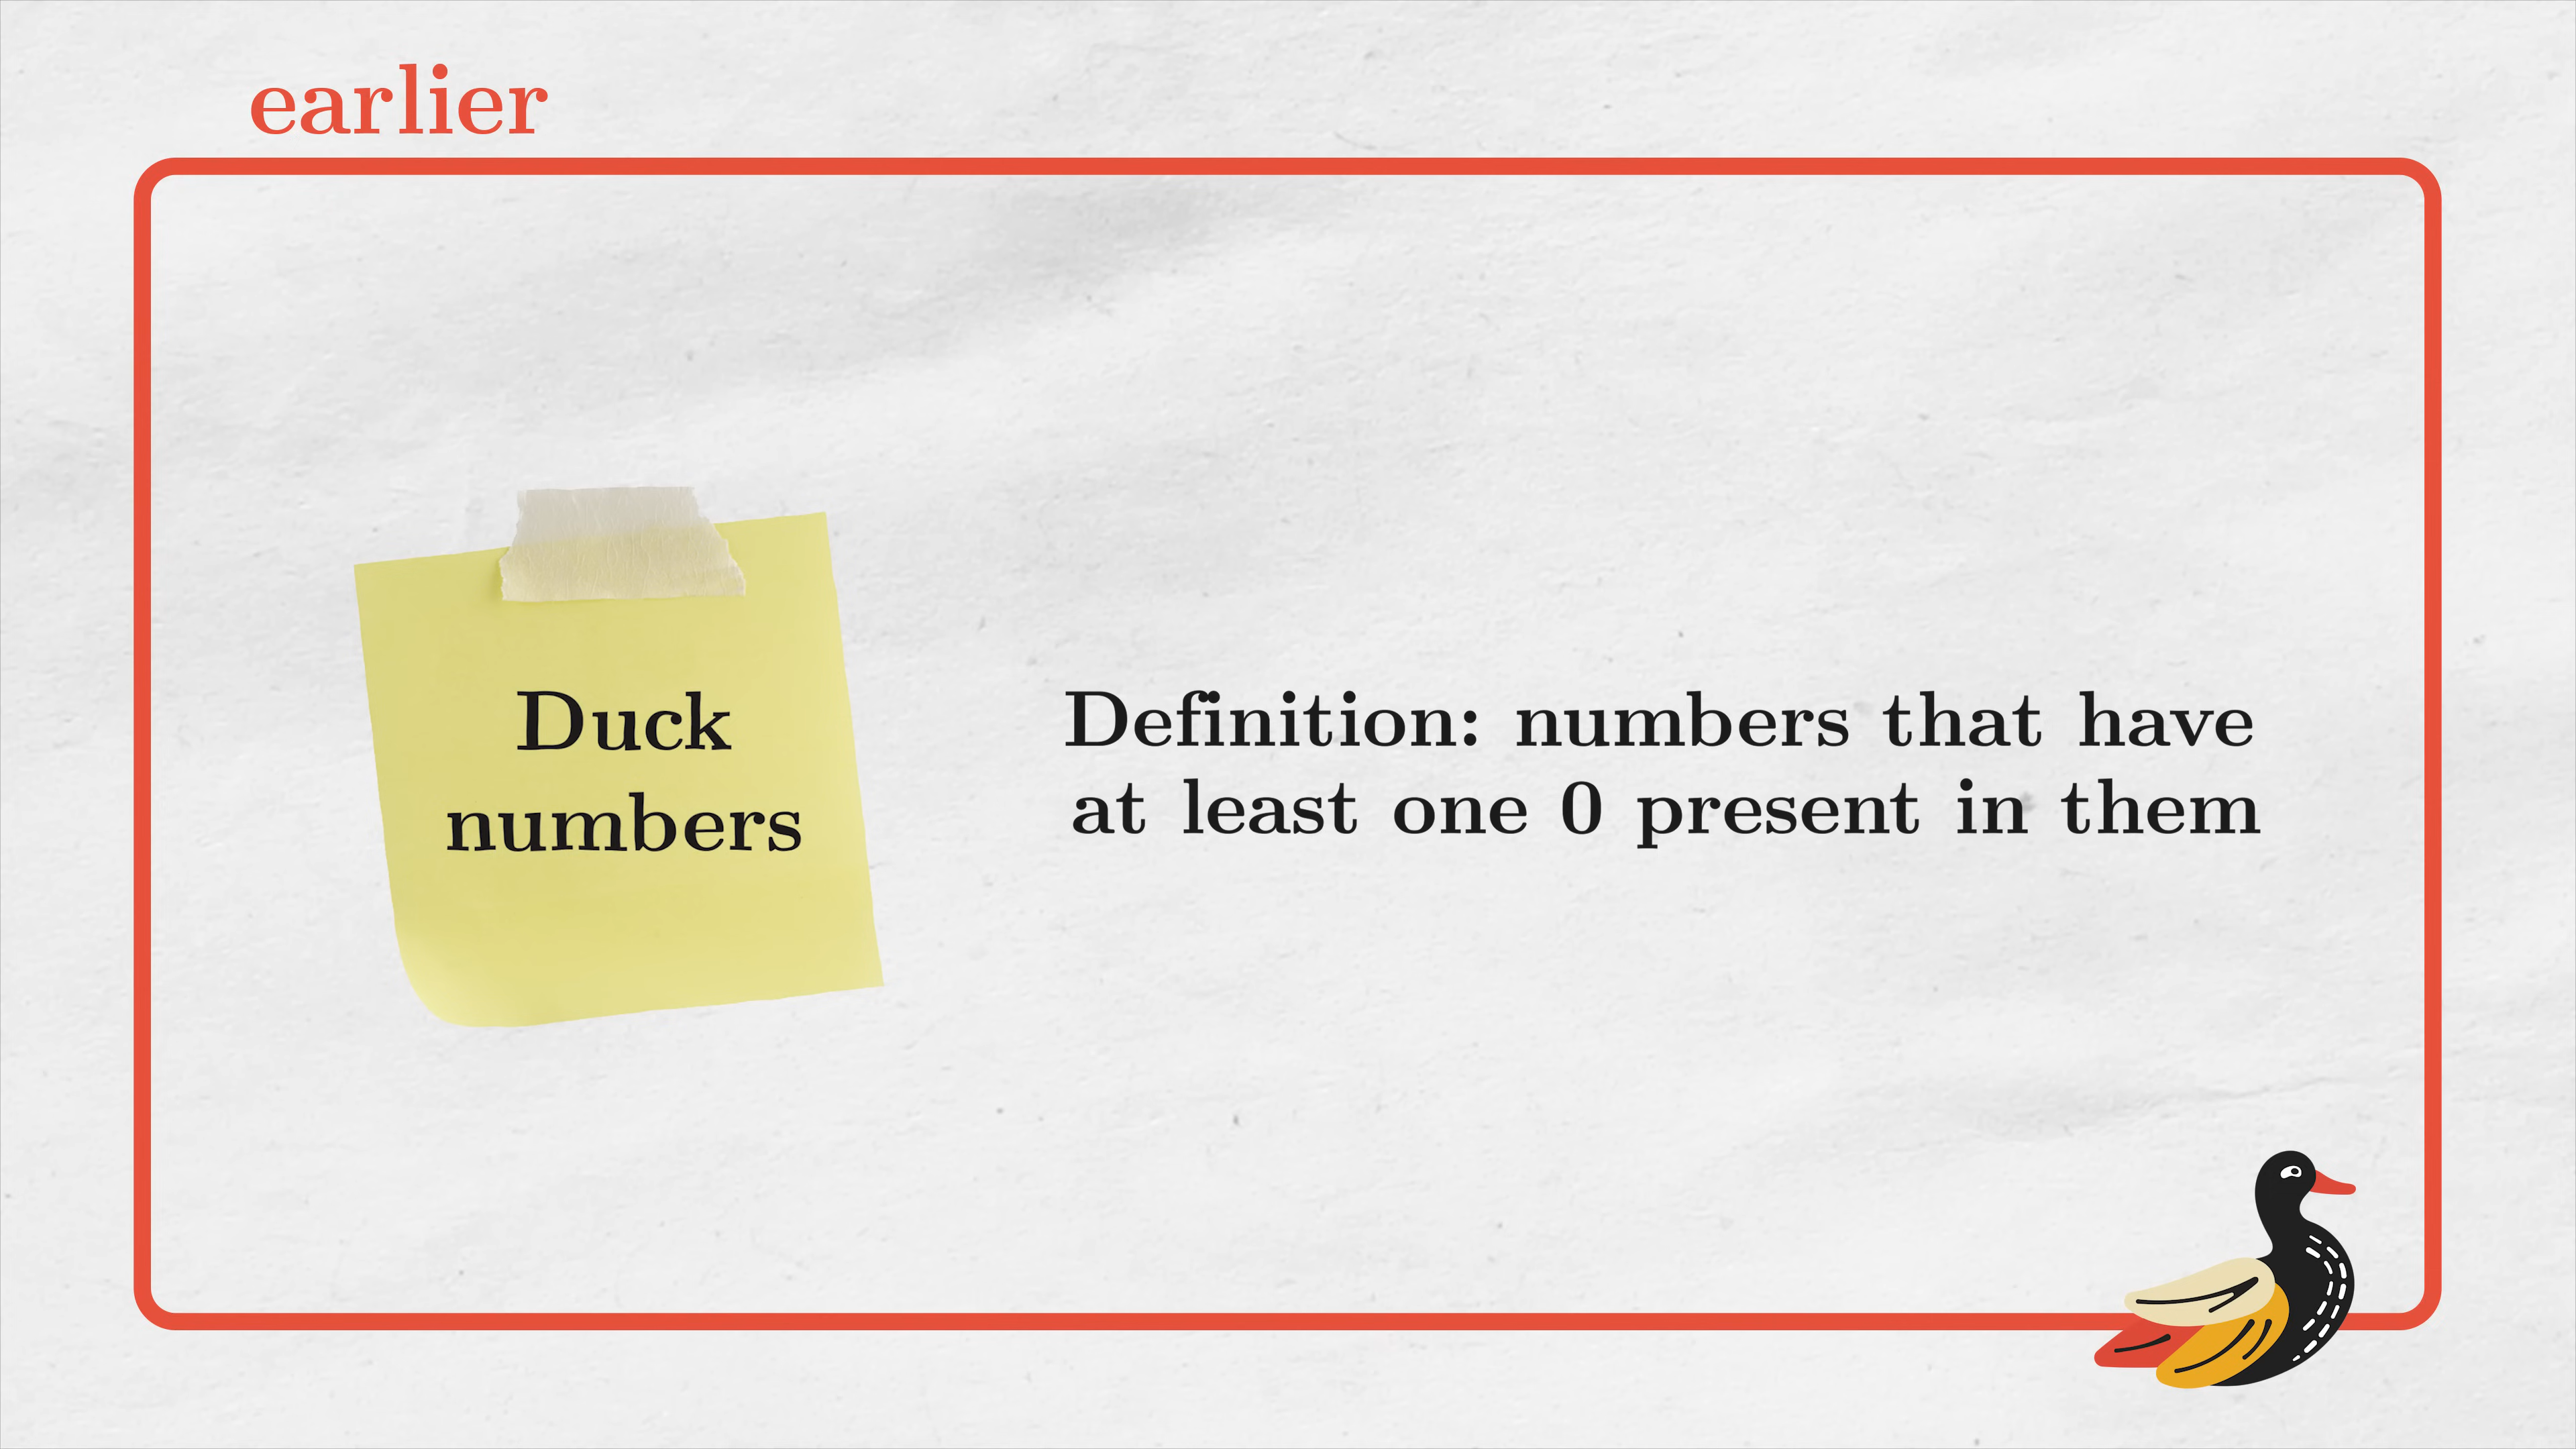 earlier
Duck
numbers
Definition: numbers that have
at least one 0 present in them